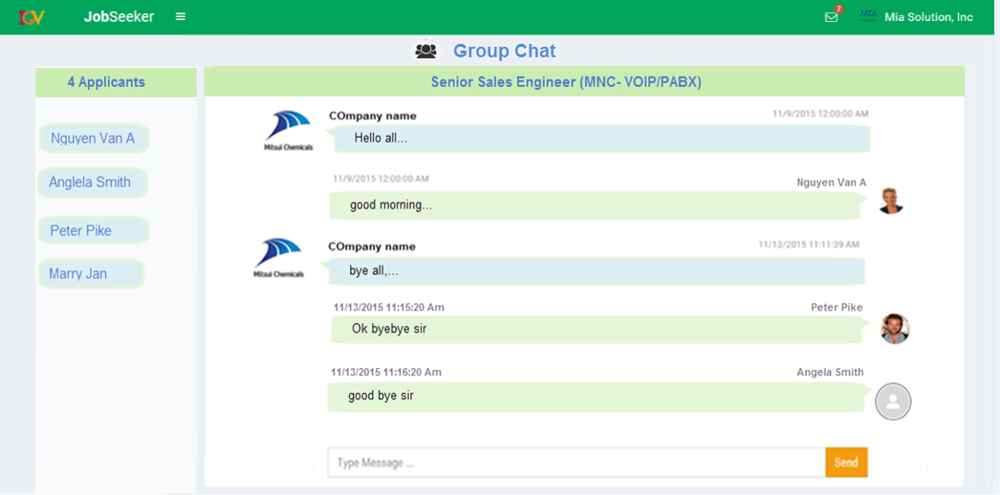 IGV JobSeeker 7 MIA Mia Solution, Inc
Group Chat
4 Applicants
Senior Sales Engineer (MNC- VOIP/PABX)
Nguyen Van A
Anglela Smith
Peter Pike
Marry Jan
COmpany name 11/9/2015 12:00:00 AM
Hello all...
Mitsui Chemicals
11/9/2015 12:00:00 AM Nguyen Van A
good morning...
COmpany name 11/13/2015 11:11:39 AM
bye all,...
Mitsui Chemicals
11/13/2015 11:15:20 Am Peter Pike
Ok byebye sir
11/13/2015 11:16:20 Am Angela Smith
good bye sir
Type Message ... Send